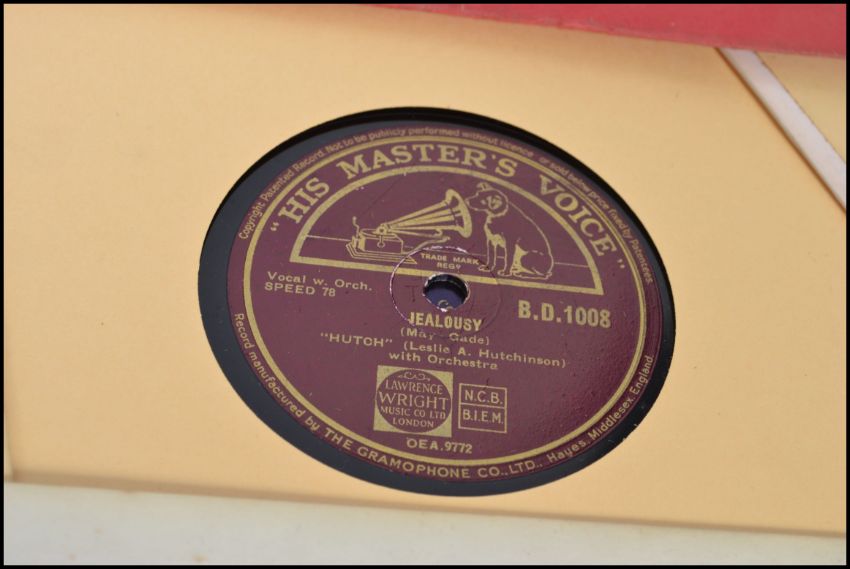 Copyright Patented Record. Not to be publicly performed without licence or sold below price fixed by Patentees.
"HIS MASTER'S VOICE"
TRADE MARK
REGD
Vocal w. Orch.
SPEED 78
B.D.1008
JEALOUSY
(May Gade)
"HUTCH" (Leslie A. Hutchinson)
with Orchestra
LAWRENCE
WRIGHT
MUSIC CO LTD
LONDON
N.C.B.
B.I.E.M.
OEA.9772
Record manufactured by THE GRAMOPHONE CO., LTD., Hayes, Middlesex, England.